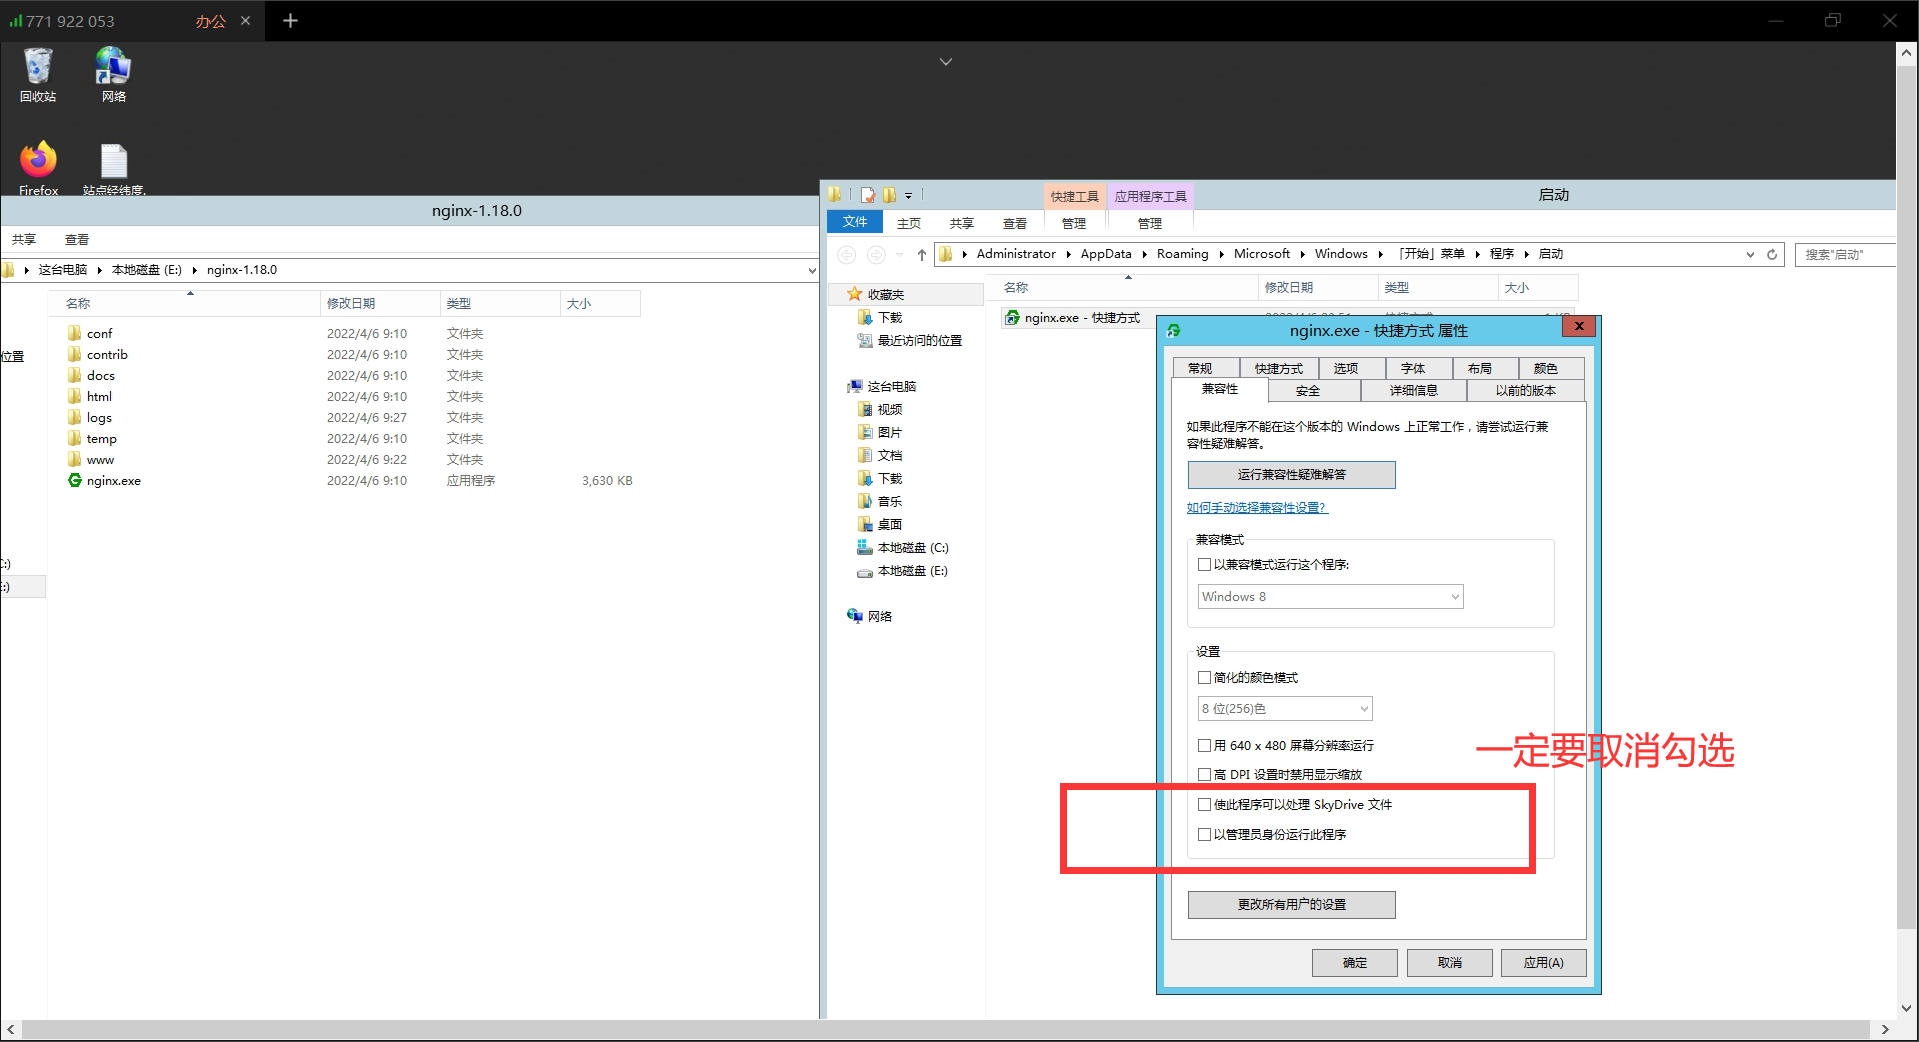 771 922 053
办公
回收站
网络
Firefox
站点经纬度.
nginx-1.18.0
共享
查看
这台电脑
本地磁盘 (E:)
nginx-1.18.0
名称
修改日期
类型
大小
conf
2022/4/6 9:10
文件夹
contrib
2022/4/6 9:10
文件夹
docs
2022/4/6 9:10
文件夹
html
2022/4/6 9:10
文件夹
logs
2022/4/6 9:27
文件夹
temp
2022/4/6 9:10
文件夹
www
2022/4/6 9:22
文件夹
nginx.exe
2022/4/6 9:10
应用程序
3,630 KB
位置
:)
:)
快捷工具
应用程序工具
启动
文件
主页
共享
查看
管理
管理
Administrator
AppData
Roaming
Microsoft
Windows
「开始」菜单
程序
启动
搜索"启动"
收藏夹
下载
最近访问的位置
这台电脑
视频
图片
文档
下载
音乐
桌面
本地磁盘 (C:)
本地磁盘 (E:)
网络
名称
修改日期
类型
大小
nginx.exe - 快捷方式
nginx.exe - 快捷方式 属性
x
常规
快捷方式
选项
字体
布局
颜色
兼容性
安全
详细信息
以前的版本
如果此程序不能在这个版本的 Windows 上正常工作，请尝试运行兼
容性疑难解答。
运行兼容性疑难解答
如何手动选择兼容性设置?
兼容模式
以兼容模式运行这个程序:
Windows 8
设置
简化的颜色模式
8 位(256)色
用 640 x 480 屏幕分辨率运行
一定要取消勾选
高 DPI 设置时禁用显示缩放
使此程序可以处理 SkyDrive 文件
以管理员身份运行此程序
更改所有用户的设置
确定
取消
应用(A)